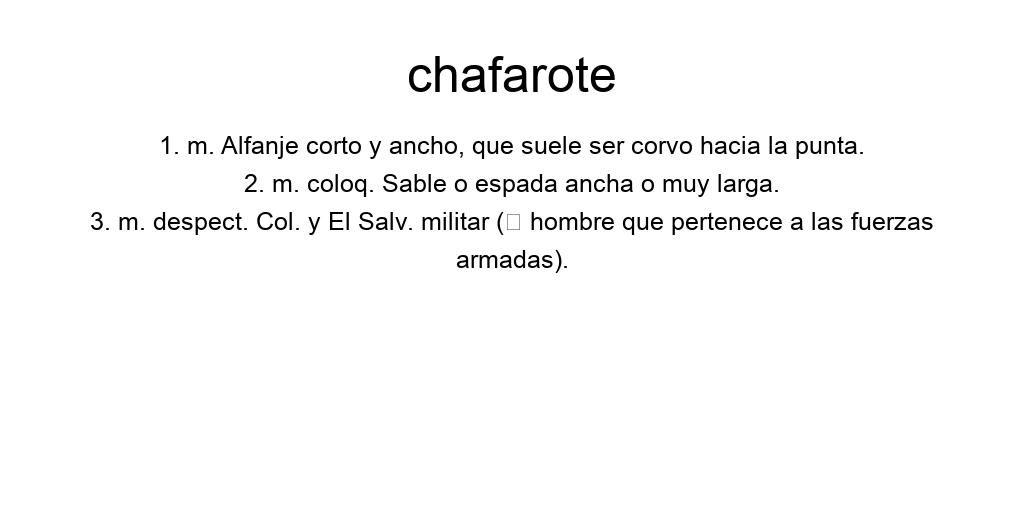 chafarote
1. m. Alfanje corto y ancho, que suele ser corvo hacia la punta.
2. m. coloq. Sable o espada ancha o muy larga.
3. m. despect. Col. y El Salv. militar (▯ hombre que pertenece a las fuerzas
armadas).